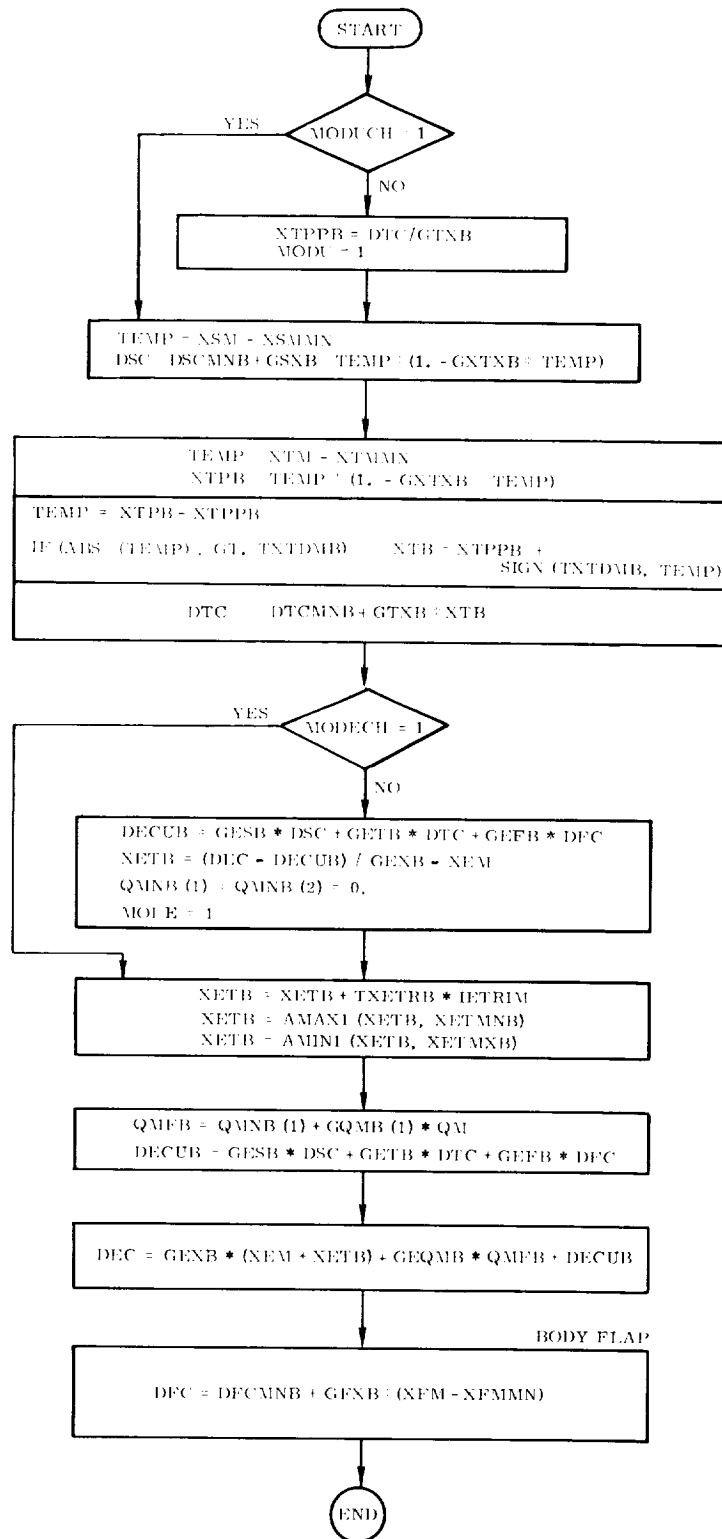 START
YES
MODUCH = 1
NO
XTPPB = DTC/GTXB
MODU = 1
TEMP = XSM - XSMMN
DSC DSCMNB + GSXB TEMP * (1. - GXTXB * TEMP)
TEMP XTM - XTMMX
XTPB TEMP * (1. - GXTXB TEMP)
TEMP = XTPB - XTPPB
IF (ABS (TEMP) . GT. TXTDMB) XTB = XTPPB +
SIGN (TXTDMB, TEMP)
DTC DTCMXB + GTXB * XTB
YES
MODECH = 1
NO
DECUB = GESB * DSC + GETB * DTC + GEFB * DFC
XETB = (DEC - DECUB) / GEXB - XEM
QMNB (1) = QMNB (2) = 0.
MODE = 1
XETB = XETB + TXETRB * IETRIM
XETB = AMAX1 (XETB, XETMNB)
XETB = AMIN1 (XETB, XETMXB)
QMFB = QMNB (1) + GQMB (1) * QM
DECUB = GESB * DSC + GETB * DTC + GEFB * DFC
DEC = GEXB * (XEM + XETB) + GEQMB * QMFB + DECUB
BODY FLAP
DFC = DFCMNB + GFXB * (XFM - XFMMN)
END